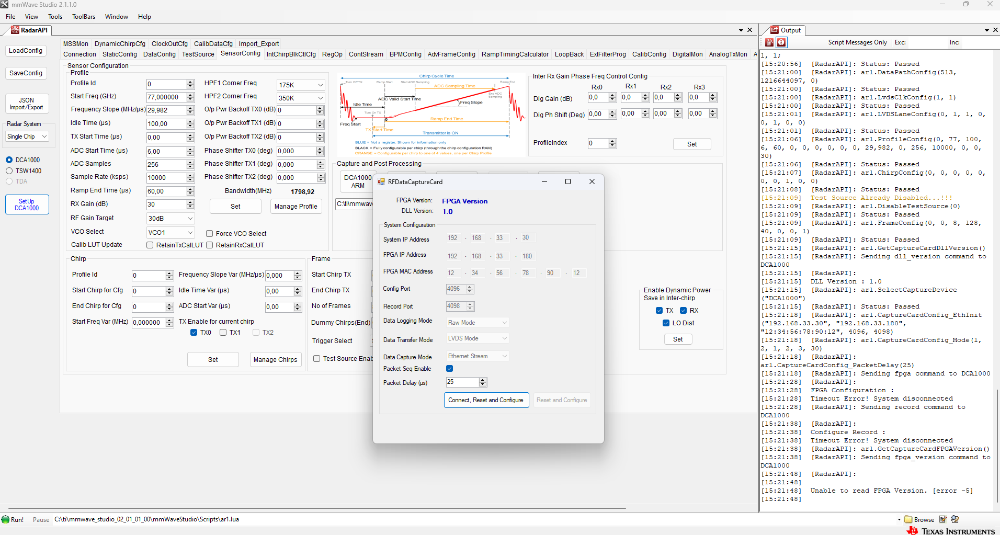 mmWave Studio 2.1.1.0
File View Tools ToolBars Window Help
RadarAPI
LoadConfig
SaveConfig
JSON
Import/Export
Radar System
Single Chip
DCA1000
TSW1400
TDA
SetUp
DCA1000
MSSMon DynamicChirpCfg ClockOutCfg CalibDataCfg Import_Export
Connection StaticConfig DataConfig TestSource SensorConfig IntChirpBlkCtlCfg RegOp ContStream BPMConfig AdvFrameConfig RampTimingCalculator LoopBack ExtFilterProg CalibConfig DigitalMon AnalogTxMon A
Sensor Configuration
Profile
Profile Id 0 HPF1 Corner Freq 175K
Start Freq (GHz) 77,000000 HPF2 Corner Freq 350K
Frequency Slope (MHz/µs) 29,982 O/p Pwr Backoff TX0 (dB) 0
Idle Time (µs) 100,00 O/p Pwr Backoff TX1 (dB) 0
TX Start Time (µs) 0,00 O/p Pwr Backoff TX2 (dB) 0
ADC Start Time (µs) 6,00 Phase Shifter TX0 (deg) 0,000
ADC Samples 256 Phase Shifter TX1 (deg) 0,000
Sample Rate (ksps) 10000 Phase Shifter TX2 (deg) 0,000
Ramp End Time (µs) 60,00 Bandwidth(MHz) 1798,92
RX Gain (dB) 30 Set Manage Profile
RF Gain Target 30dB
VCO Select VCO1 Force VCO Select
Calib LUT Update RetainTxCalLUT RetainRxCalLUT
Chirp Cycle Time
Turn Off TX Ramp Start Start ADC Sampling Ramp End
ADC Sampling Time
End ADC
Sampling
ADC Valid Start Time
Idle Time
Freq Slope
Turn On TX
0
Ramp End Time
Freq Start
TX Start Time
Transmitter is ON
BLUE = Not a register. Shown for information only
BLACK = Fully configurable per chirp (through the chirp configuration RAM)
ORANGE = Configurable per chirp to one of 4 values, one per Chirp Profile
Inter Rx Gain Phase Freq Control Config
Rx0 Rx1 Rx2 Rx3
Dig Gain (dB) 0,0 0,0 0,0 0,0
Dig Ph Shift (Deg) 0,00 0,00 0,00 0,00
ProfileIndex 0 Set
Capture and Post Processing
DCA1000
ARM
C:\ti\mmwave
Chirp
Profile Id 0 Frequency Slope Var (MHz/µs) 0,000
Start Chirp for Cfg 0 Idle Time Var (µs) 0,00
End Chirp for Cfg 0 ADC Start Var (µs) 0,00
Start Freq Var (MHz) 0,000000 TX Enable for current chirp
TX0 TX1 TX2
Set Manage Chirps
Frame
Start Chirp TX
End Chirp TX
No of Frames
Dummy Chirps(End)
Trigger Select
Test Source Enab
Enable Dynamic Power
Save in Inter-chirp
TX RX
LO Dist
Set
RFDataCaptureCard
FPGA Version: FPGA Version
DLL Version: 1.0
System Configuration
System IP Address 192 . 168 . 33 . 30
FPGA IP Address 192 . 168 . 33 . 180
FPGA MAC Address 12 . 34 . 56 . 78 . 90 . 12
Config Port 4096
Record Port 4098
Data Logging Mode Raw Mode
Data Transfer Mode LVDS Mode
Data Capture Mode Ethernet Stream
Packet Seq Enable
Packet Delay (µs) 25
Connect, Reset and Configure Reset and Configure
Output
Script Messages Only Exc: Inc:
1, 1;
[15:20:56] [RadarAPI]: Status: Passed
[15:21:00] [RadarAPI]: ar1.DataPathConfig(513,
1216644097, 0)
[15:21:00] [RadarAPI]: Status: Passed
[15:21:00] [RadarAPI]: ar1.LvdsClkConfig(1, 1)
[15:21:00] [RadarAPI]: Status: Passed
[15:21:01] [RadarAPI]: ar1.LVDSLaneConfig(0, 1, 1, 0,
0, 1, 0, 0)
[15:21:01] [RadarAPI]: Status: Passed
[15:21:06] [RadarAPI]: ar1.ProfileConfig(0, 77, 100,
6, 60, 0, 0, 0, 0, 0, 0, 29,982, 0, 256, 10000, 0, 0,
30)
[15:21:06] [RadarAPI]: Status: Passed
[15:21:07] [RadarAPI]: ar1.ChirpConfig(0, 0, 0, 0, 0,
0, 0, 1, 0, 0)
[15:21:08] [RadarAPI]: Status: Passed
[15:21:09] Test Source Already Disabled...!!!
[15:21:09] [RadarAPI]: ar1.DisableTestSource(0)
[15:21:09] [RadarAPI]: Status: Passed
[15:21:09] [RadarAPI]: ar1.FrameConfig(0, 0, 8, 128,
40, 0, 0, 1)
[15:21:09] [RadarAPI]: Status: Passed
[15:21:15] [RadarAPI]: ar1.GetCaptureCardDllVersion()
[15:21:15] [RadarAPI]: Sending dll_version command to
DCA1000
[15:21:15] [RadarAPI]:
[15:21:15] DLL Version : 1.0
[15:21:15] [RadarAPI]: ar1.SelectCaptureDevice
("DCA1000")
[15:21:15] [RadarAPI]: Status: Passed
[15:21:18] [RadarAPI]: ar1.CaptureCardConfig_EthInit
("192.168.33.30", "192.168.33.180",
"12:34:56:78:90:12", 4096, 4098)
[15:21:18] [RadarAPI]: ar1.CaptureCardConfig_Mode(1,
2, 1, 2, 3, 30)
[15:21:18] [RadarAPI]:
ar1.CaptureCardConfig_PacketDelay(25)
[15:21:18] [RadarAPI]: Sending fpga command to DCA1000
[15:21:28] [RadarAPI]:
[15:21:28] FPGA Configuration :
[15:21:28] Timeout Error! System disconnected
[15:21:28] [RadarAPI]: Sending record command to
DCA1000
[15:21:38] [RadarAPI]:
[15:21:38] Configure Record :
[15:21:38] Timeout Error! System disconnected
[15:21:38] [RadarAPI]: ar1.GetCaptureCardFPGAVersion()
[15:21:38] [RadarAPI]: Sending fpga_version command to
DCA1000
[15:21:48] [RadarAPI]:
[15:21:48]
[15:21:48] Unable to read FPGA Version. [error -5]
[15:21:48]
Run! Pause C:\ti\mmwave_studio_02_01_01_00\mmWaveStudio\Scripts\ar1.lua Browse
TEXAS INSTRUMENTS